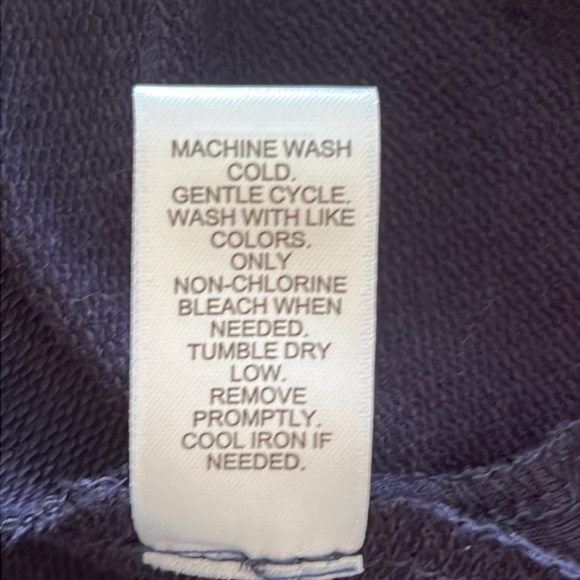 MACHINE WASH
COLD.
GENTLE CYCLE.
WASH WITH LIKE
COLORS.
ONLY
NON-CHLORINE
BLEACH WHEN
NEEDED.
TUMBLE DRY
LOW.
REMOVE
PROMPTLY.
COOL IRON IF
NEEDED.